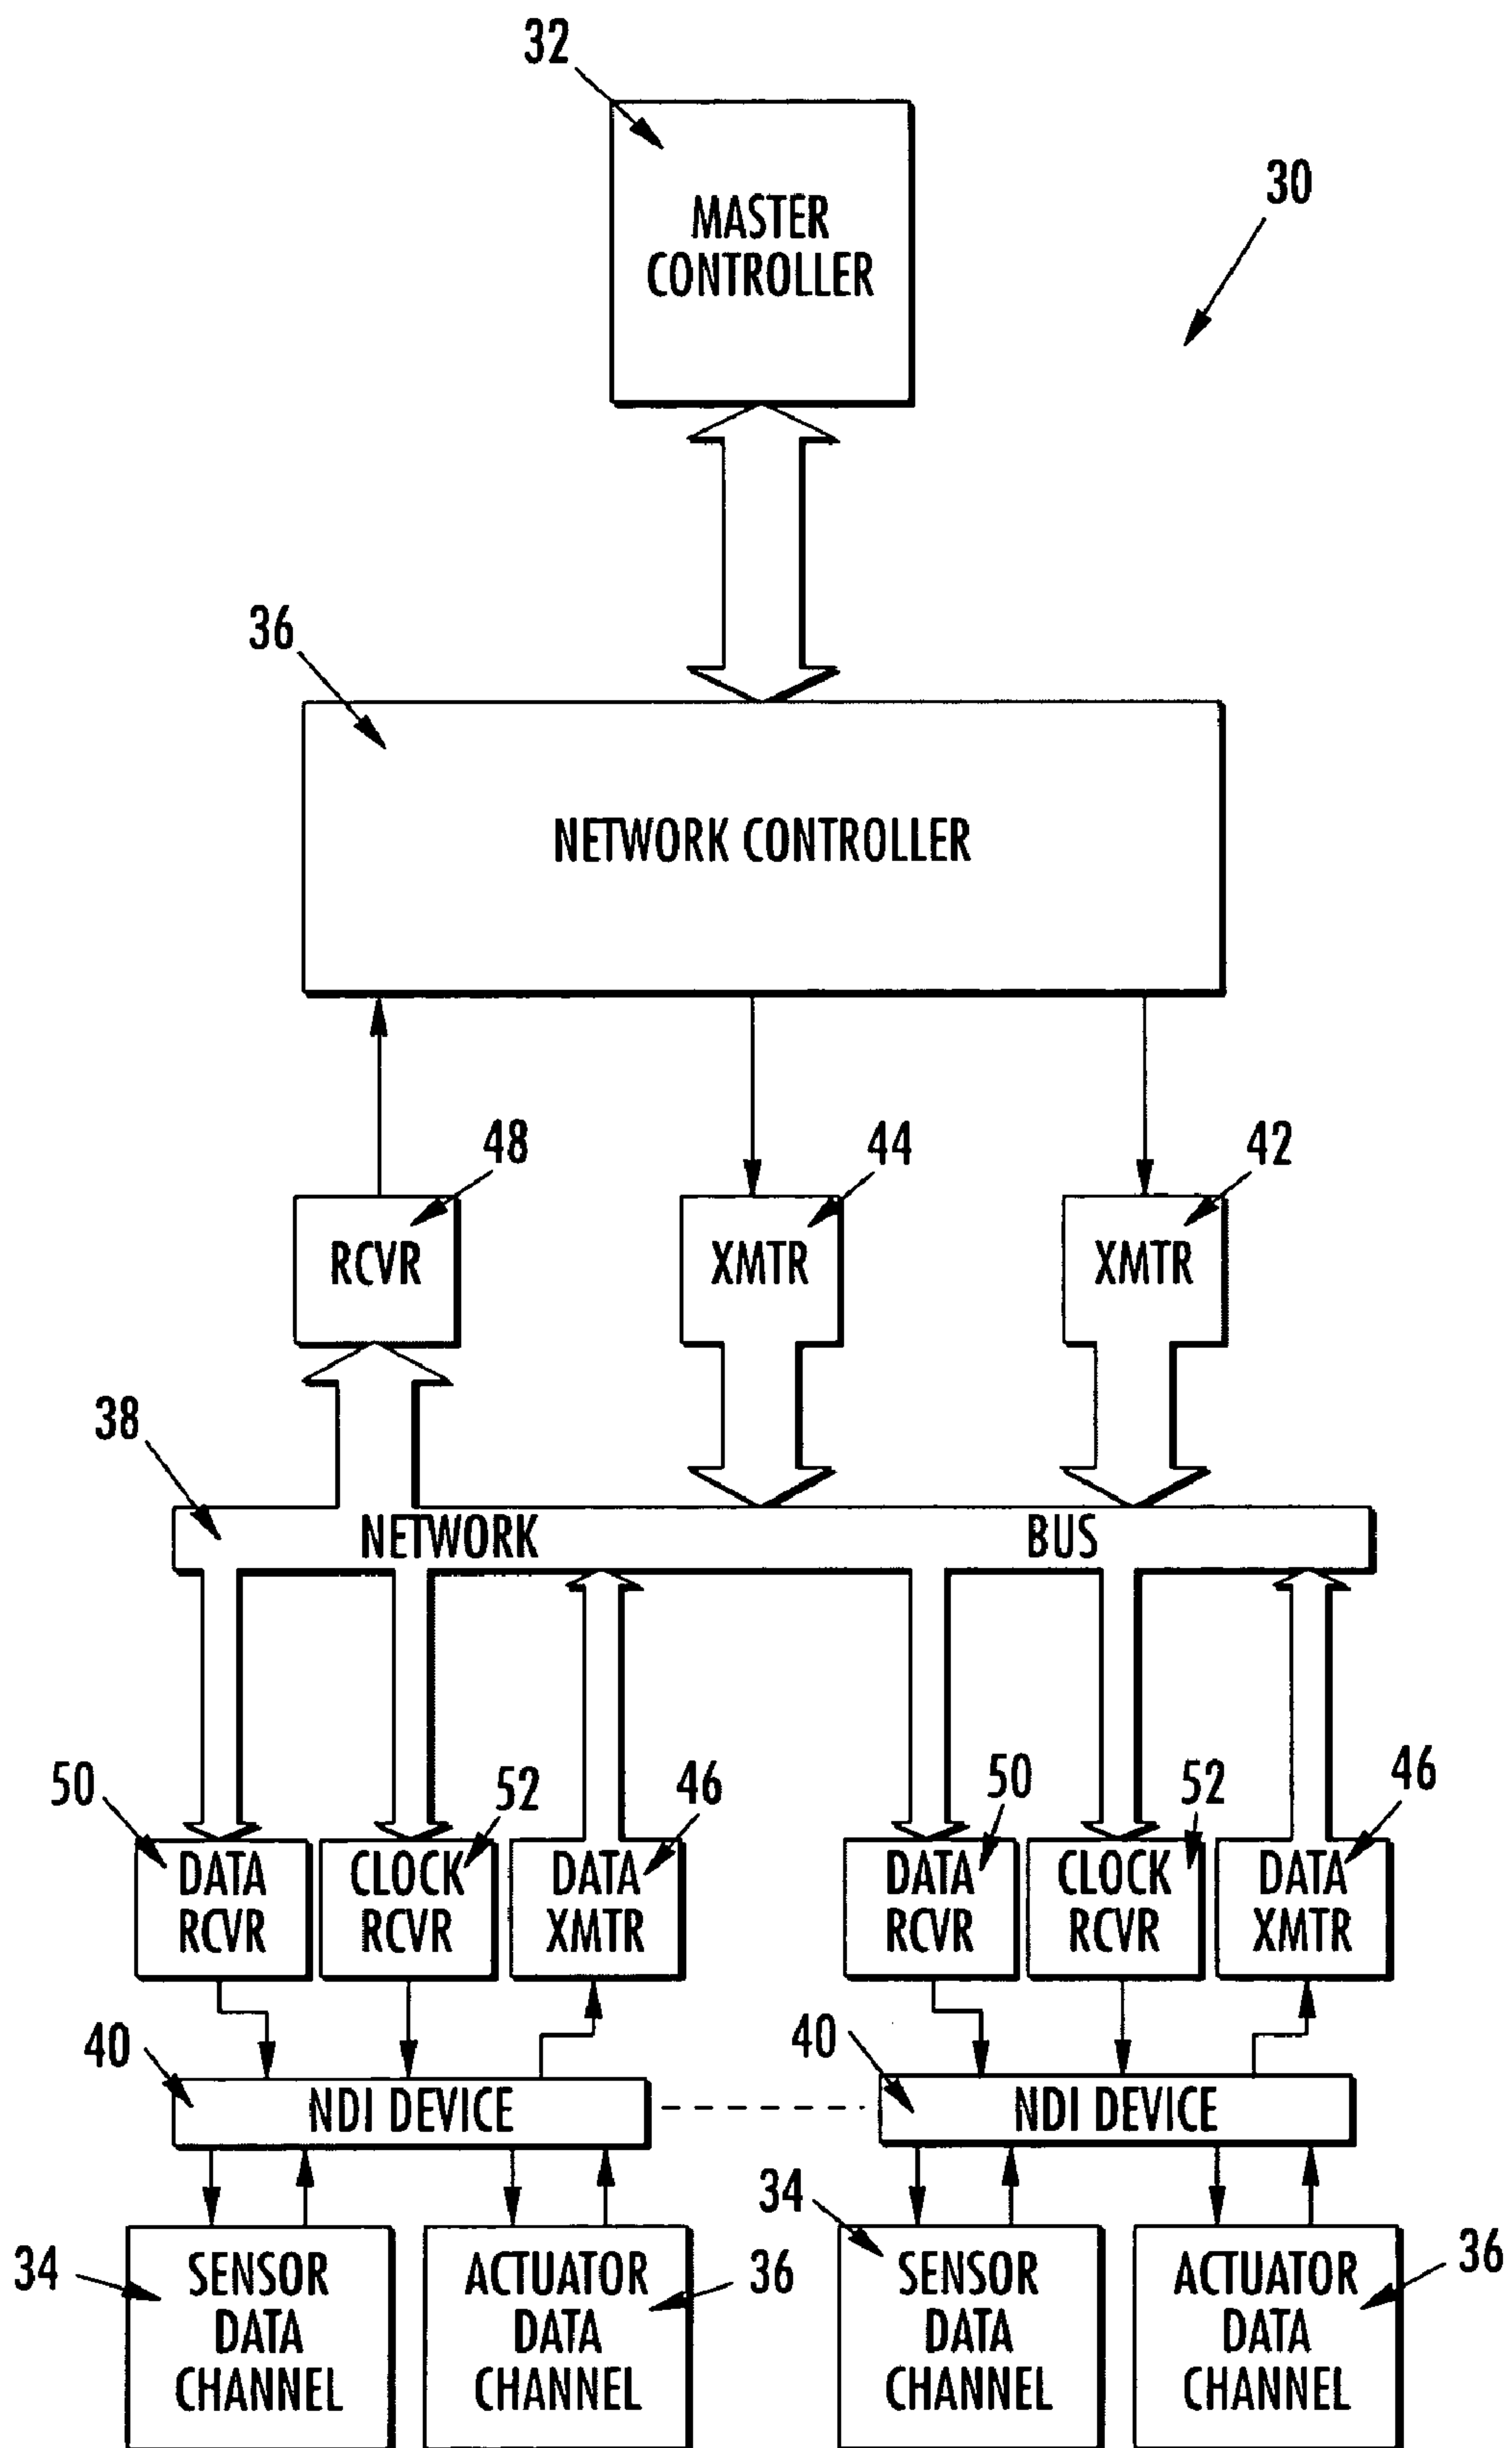 32
30
MASTER
CONTROLLER
36
NETWORK CONTROLLER
48
44
42
RCVR
XMTR
XMTR
38
NETWORK BUS
50
52
46
50
52
46
DATA
RCVR
CLOCK
RCVR
DATA
XMTR
DATA
RCVR
CLOCK
RCVR
DATA
XMTR
40
40
NDI DEVICE
NDI DEVICE
34
SENSOR
DATA
CHANNEL
ACTUATOR
DATA
CHANNEL
36
34
SENSOR
DATA
CHANNEL
ACTUATOR
DATA
CHANNEL
36